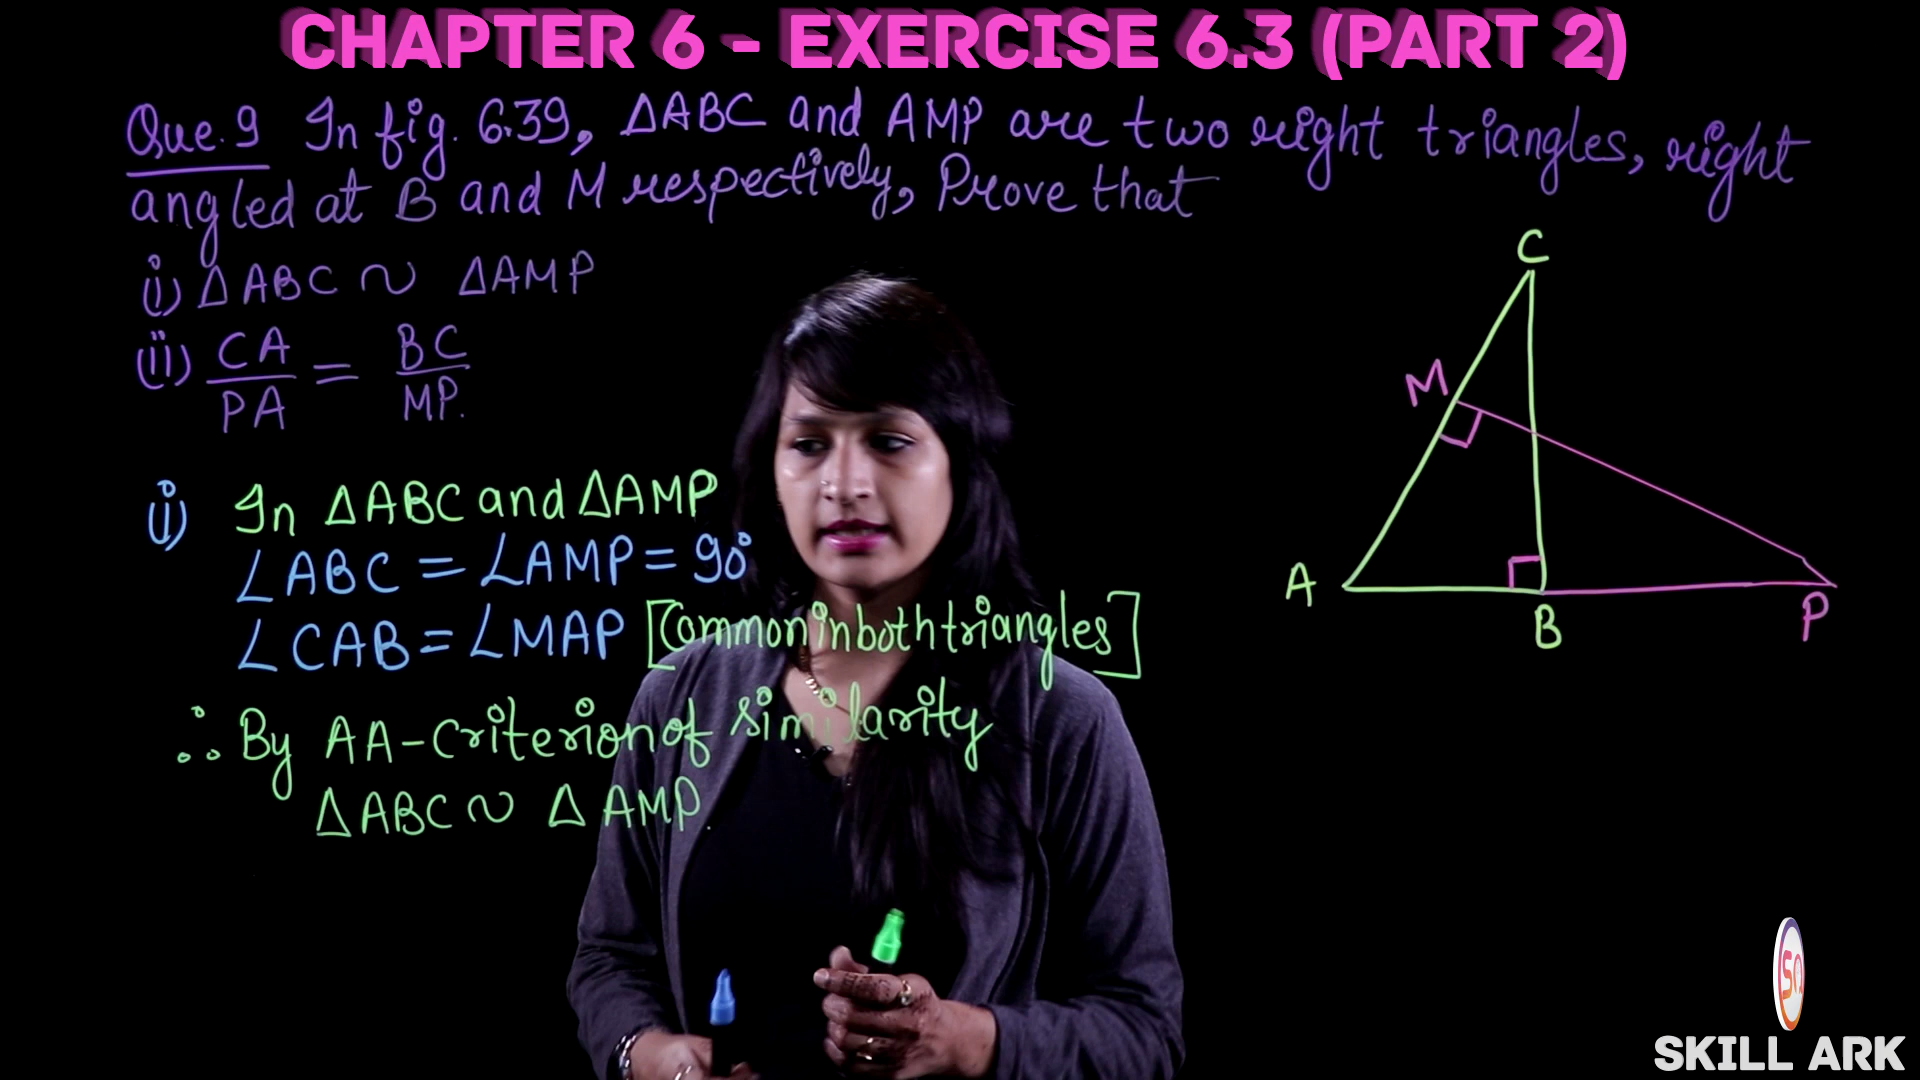 CHAPTER 6 - EXERCISE 6.3 (PART 2)
Que.9 In fig. 6.39, ΔABC and AMP are two right triangles, right
angled at B and M respectively, Prove that
(i) ΔABC ~ ΔAMP
(ii) CA/PA = BC/MP.
(i) In ΔABC and ΔAMP
∠ABC = ∠AMP = 90°
∠CAB = ∠MAP [Common in both triangles]
∴ By AA-Criterion of similarity
ΔABC ~ ΔAMP.
C
M
A
B
P
SKILL ARK